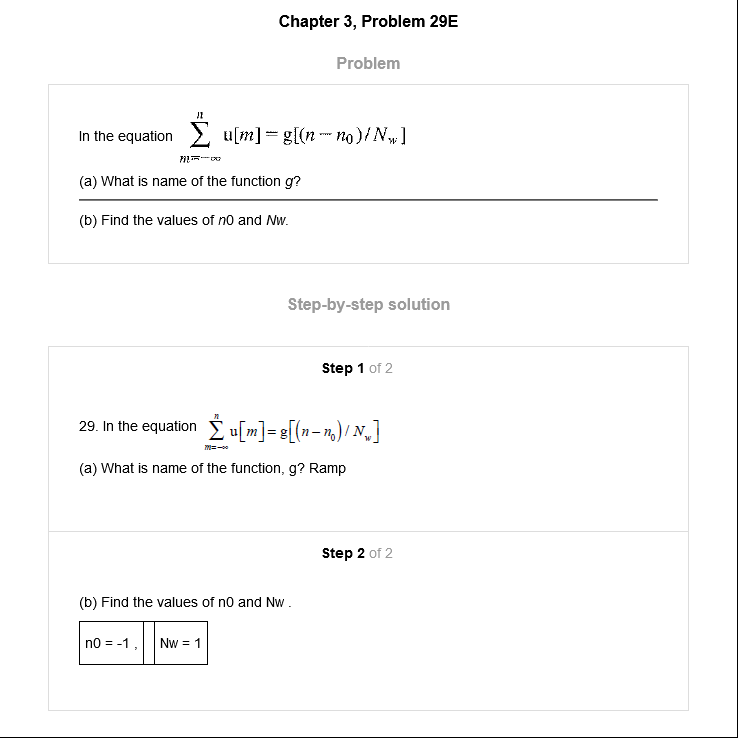 Chapter 3, Problem 29E
Problem
In the equation \sum_{m=-\infty}^{n} u[m] = g[(n − n₀)/N_w]
(a) What is name of the function g?
(b) Find the values of n0 and Nw.
Step-by-step solution
Step 1 of 2
29. In the equation \sum_{m=-\infty}^{n} u[m] = g[(n − n₀)/ N_w]
(a) What is name of the function, g? Ramp
Step 2 of 2
(b) Find the values of n0 and Nw .
n0 = -1 , Nw = 1